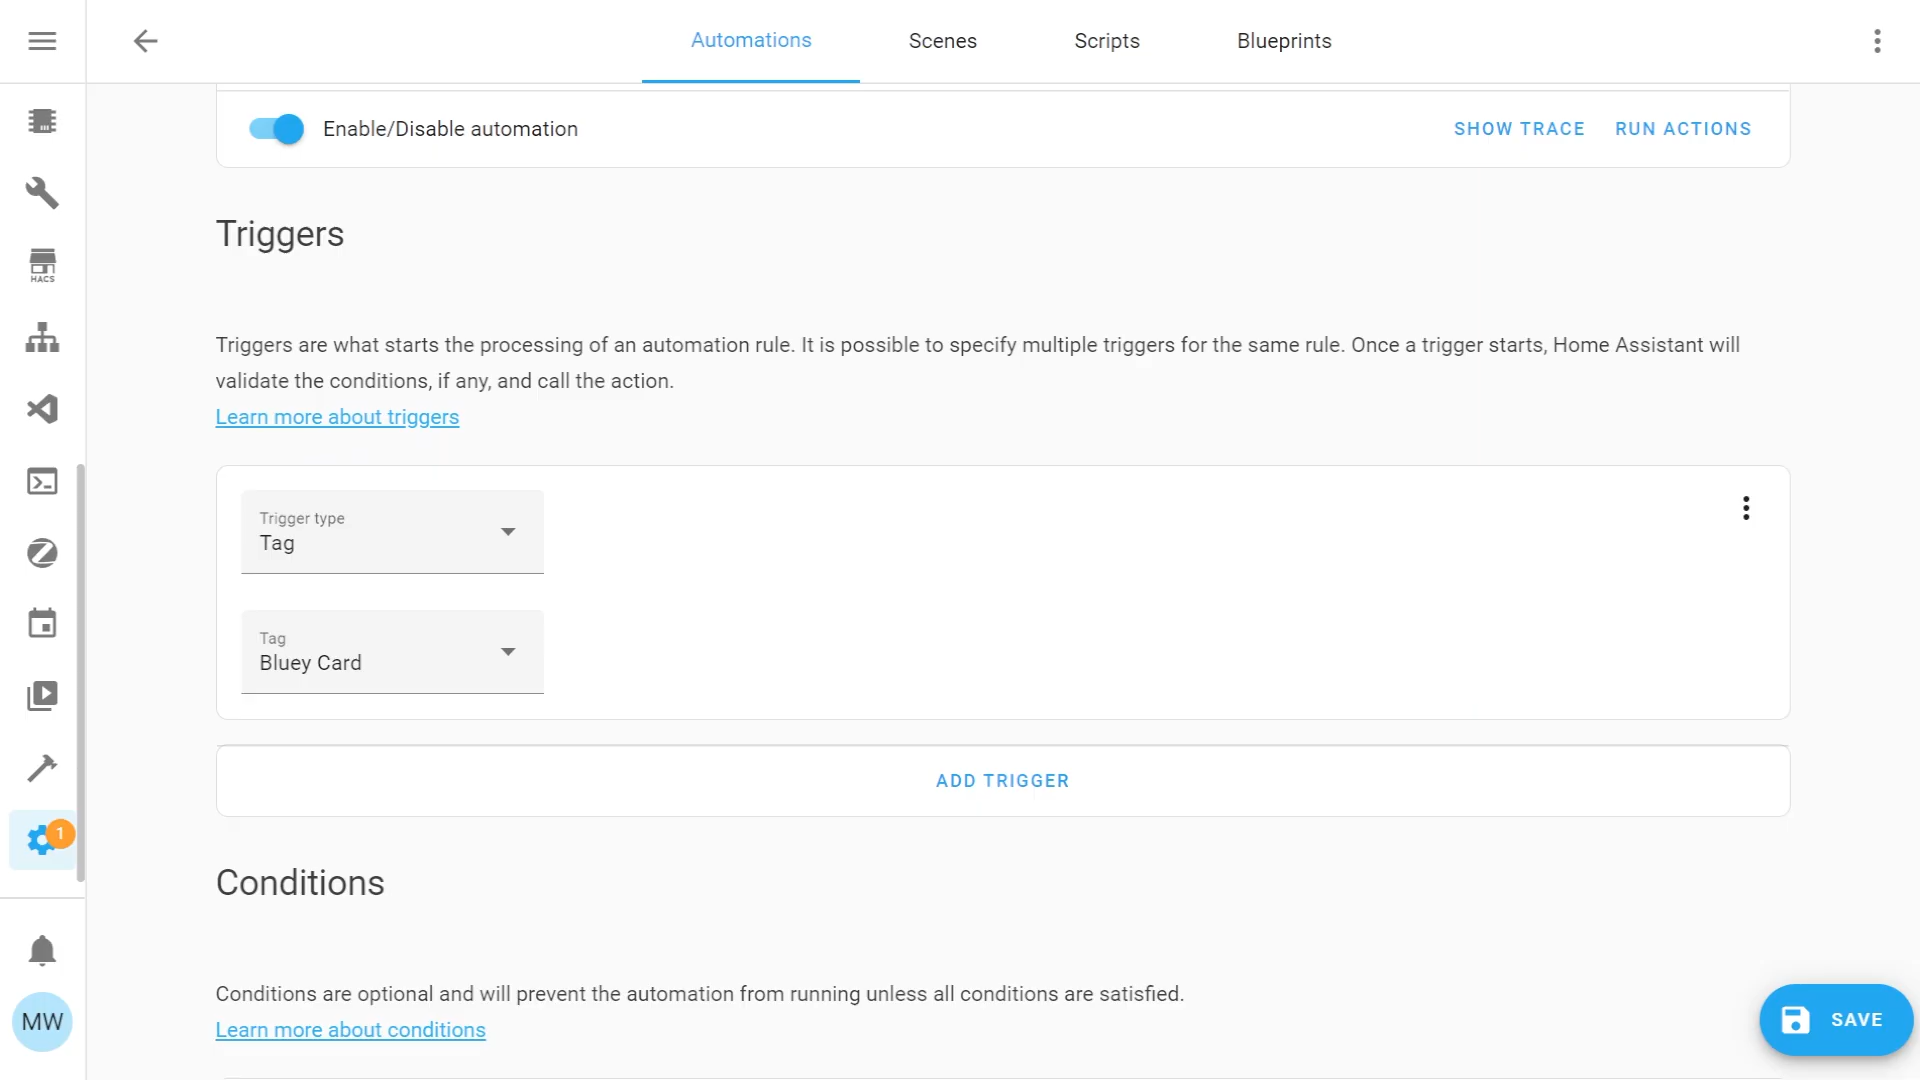 Automations
Scenes
Scripts
Blueprints
Enable/Disable automation
SHOW TRACE
RUN ACTIONS
Triggers
HACS
Triggers are what starts the processing of an automation rule. It is possible to specify multiple triggers for the same rule. Once a trigger starts, Home Assistant will
validate the conditions, if any, and call the action.
Learn more about triggers
Trigger type
Tag
Tag
Bluey Card
ADD TRIGGER
1
Conditions
Conditions are optional and will prevent the automation from running unless all conditions are satisfied.
Learn more about conditions
MW
SAVE